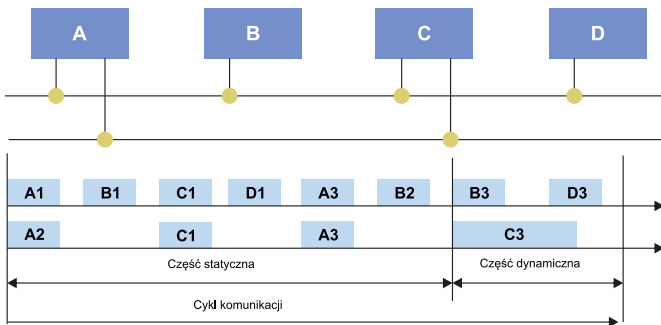 A B C D
A1 B1 C1 D1 A3 B2 B3 D3
A2 C1 A3 C3
Część statyczna Część dynamiczna
Cykl komunikacji